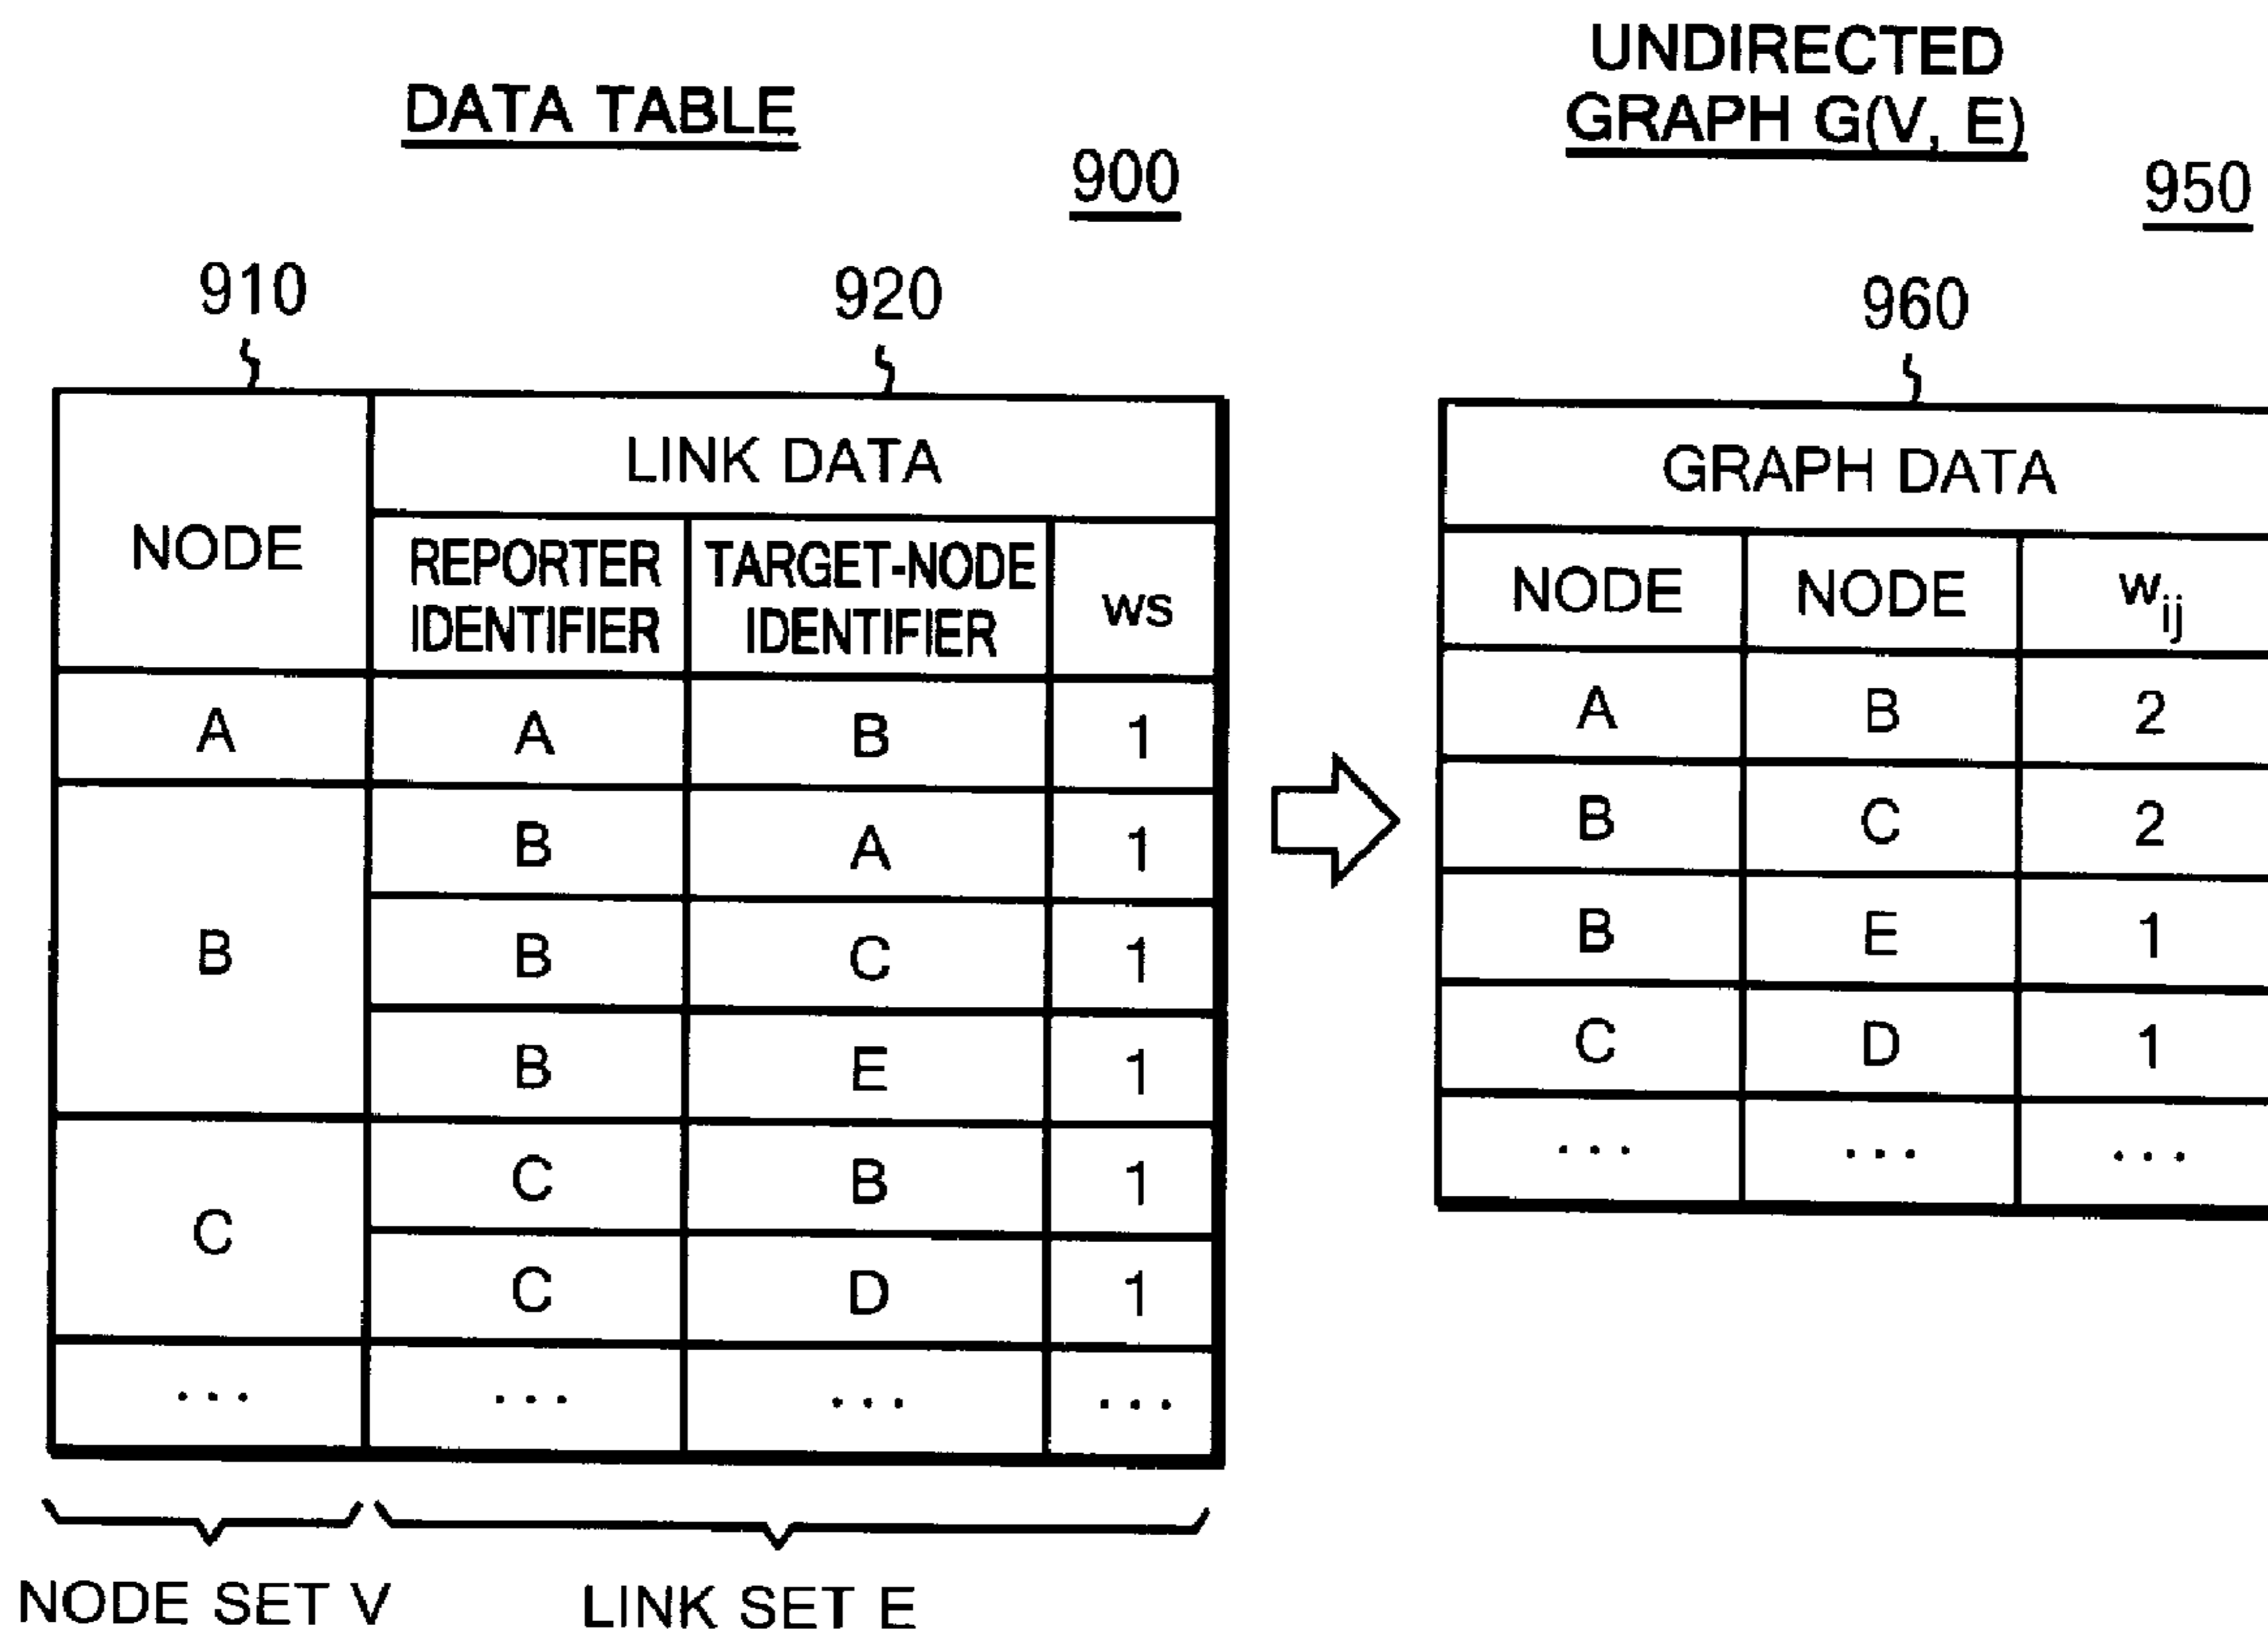 DATA TABLE
900
910
920
NODE
LINK DATA
REPORTER IDENTIFIER
TARGET-NODE IDENTIFIER
ws
A A B 1
B B A 1
B C 1
B E 1
C C B 1
C D 1
... ... ... ...
NODE SET V
LINK SET E
UNDIRECTED
GRAPH G(V, E)
950
960
GRAPH DATA
NODE NODE wij
A B 2
B C 2
B E 1
C D 1
... ... ...